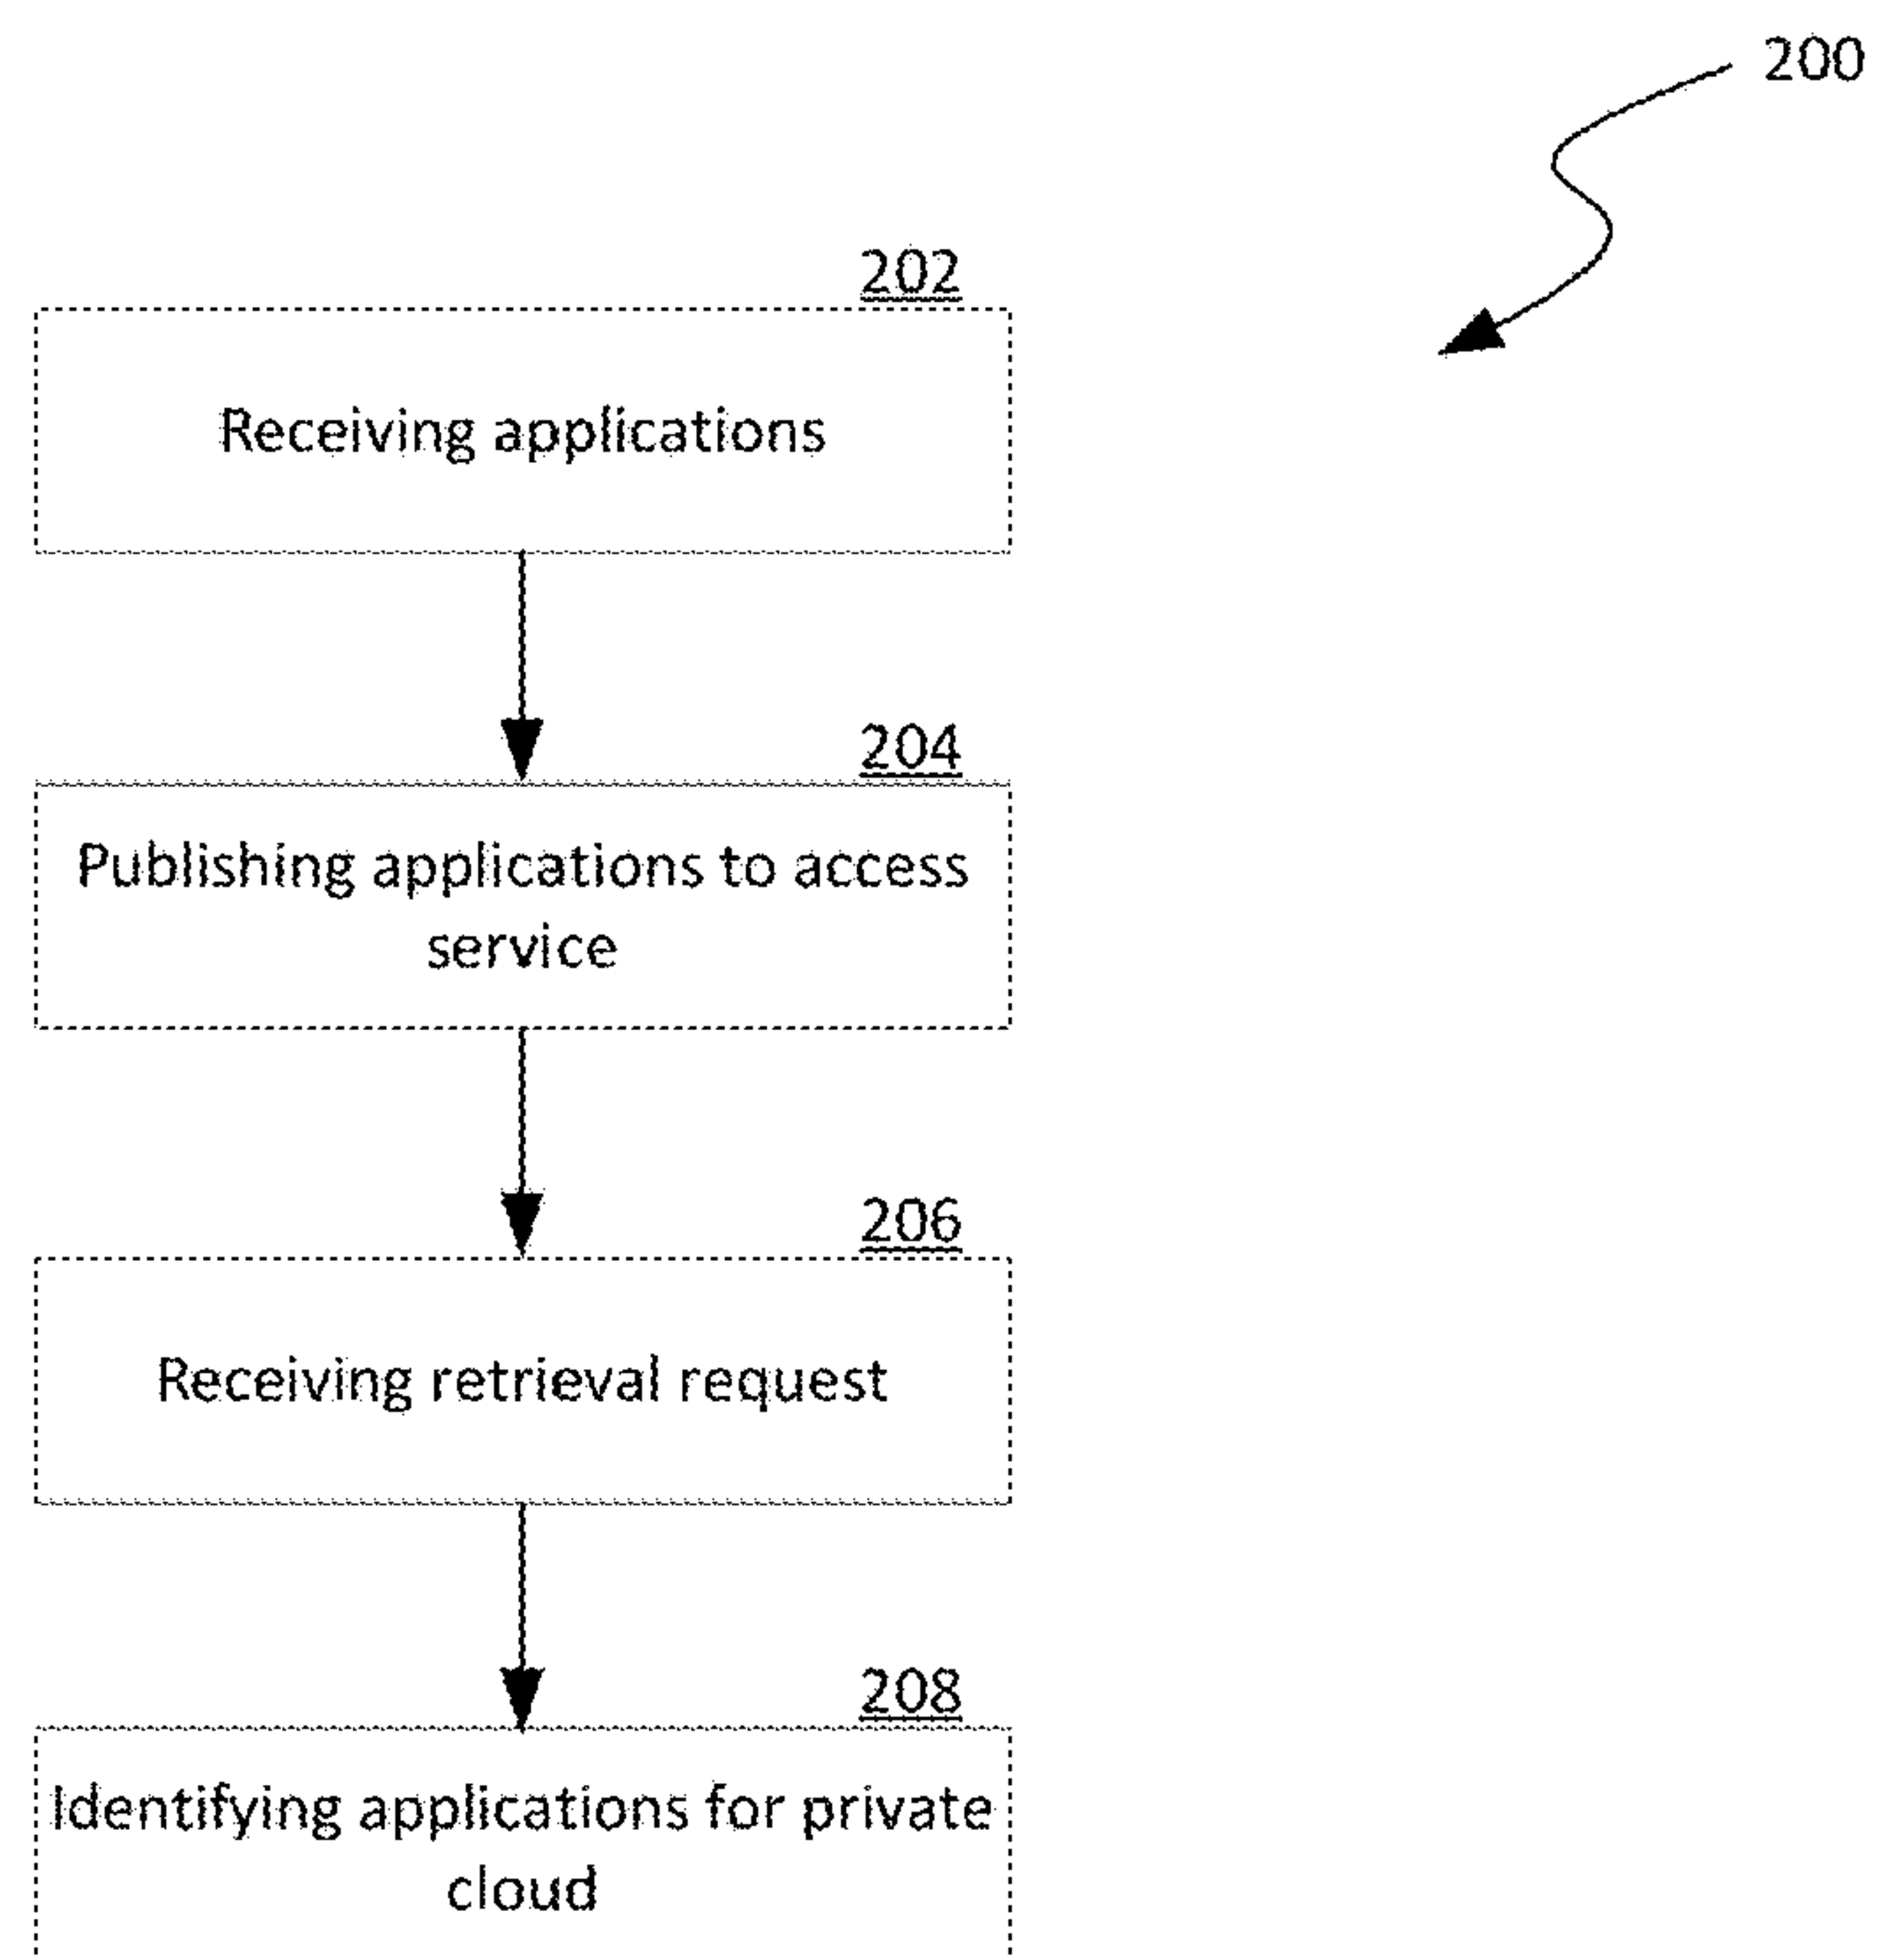 200
202
Receiving applications
204
Publishing applications to access
service
206
Receiving retrieval request
208
Identifying applications for private
cloud